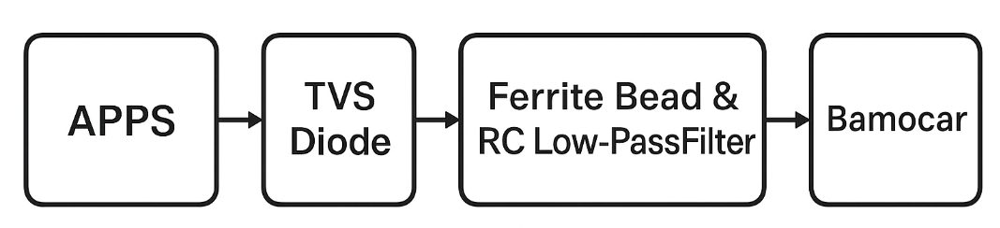 APPS
TVS
Diode
Ferrite Bead &
RC Low-PassFilter
Bamocar